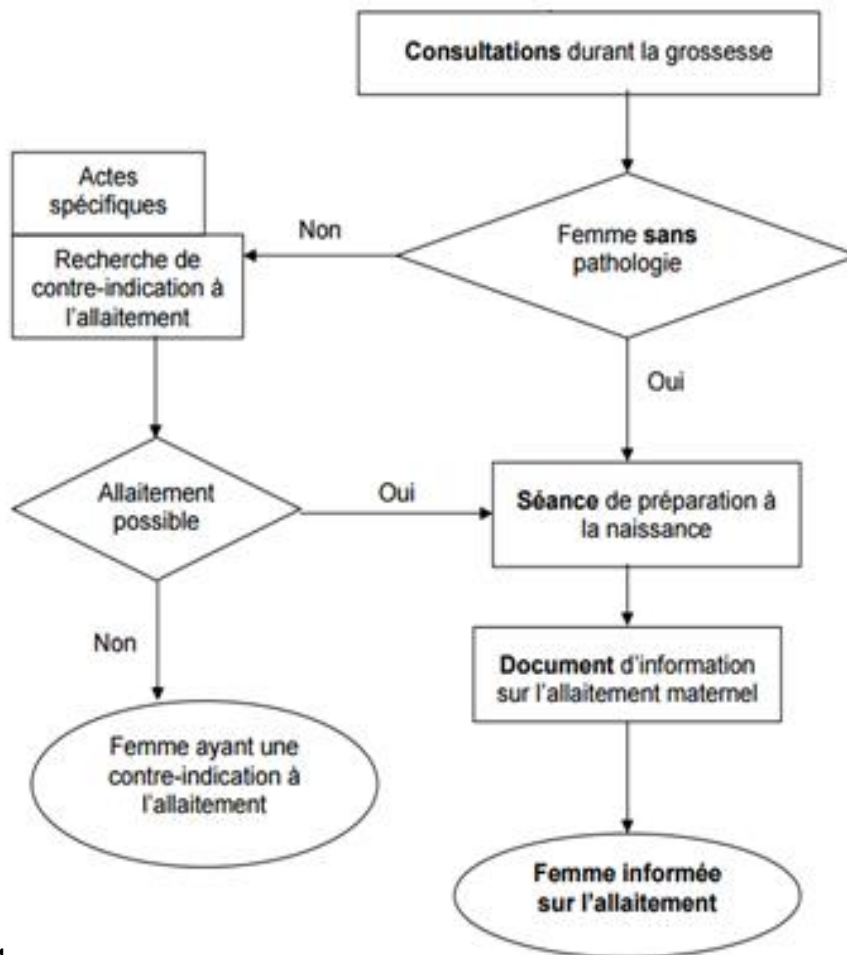 Consultations durant la grossesse
Actes
spécifiques
Non
Femme sans
pathologie
Recherche de
contre-indication à
l'allaitement
Oui
Allaitement
possible
Oui
Séance de préparation à
la naissance
Non
Document d'information
sur l'allaitement maternel
Femme ayant une
contre-indication à
l'allaitement
Femme informée
sur l'allaitement